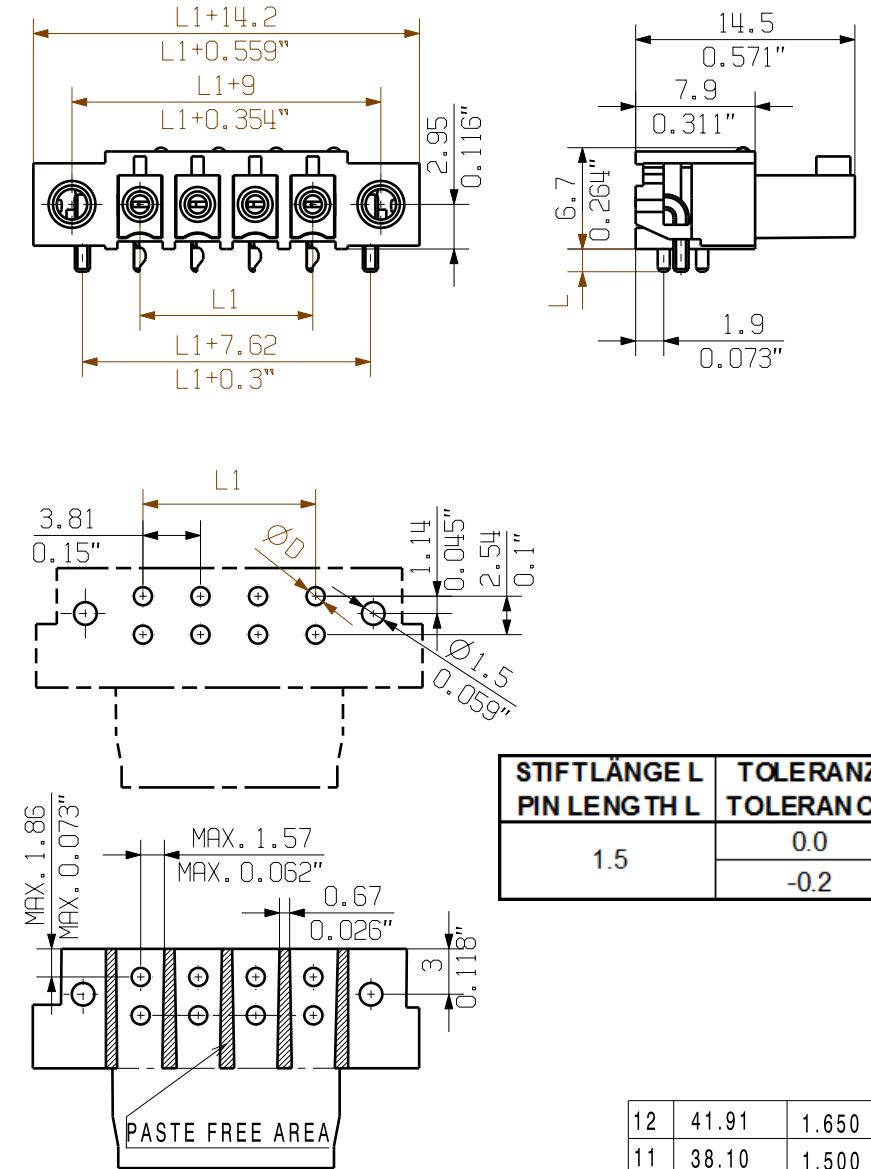 L1+14.2
L1+0.559"
L1+9
L1+0.354"
2.95
0.116"
L1
L1+7.62
L1+0.3"
14.5
0.571"
7.9
0.311"
6.7
0.264"
L
1.9
0.073"
L1
3.81
0.15"
ØD
1.14
0.045"
2.54
0.1"
Ø1.5
0.059"
STIFTLÄNGE L TOLERANZ
PIN LENGTH L TOLERANC
1.5
0.0
-0.2
MAX. 1.86
MAX. 0.073"
MAX. 1.57
MAX. 0.062"
0.67
0.026"
3
0.118"
PASTE FREE AREA
12 41.91 1.650
11 38.10 1.500